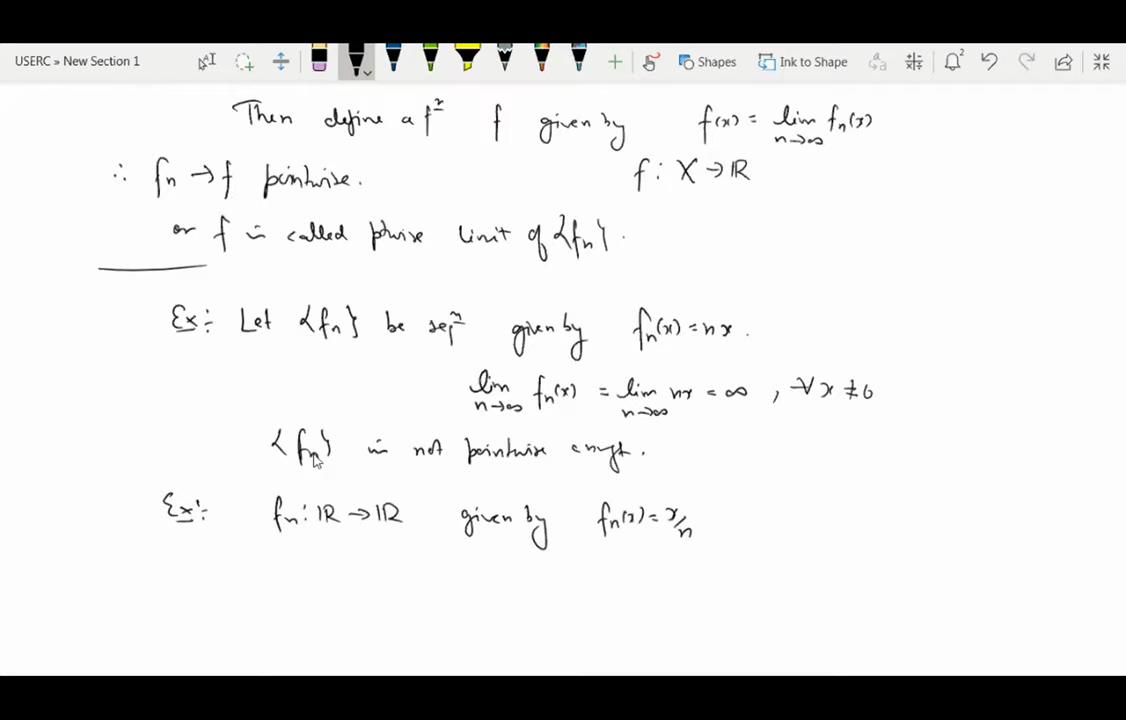 USERC » New Section 1
Shapes
Ink to Shape
2
Then define a fⁿ f given by f(x) = lim n→∞ fn(x)
∴ fn → f pointwise. f : X → ℝ
or f is called ptwise limit of <fn>.
Ex:- Let <fn> be seqⁿ given by fn(x) = nx.
lim n→∞ fn(x) = lim n→∞ nx = ∞ , ∀ x ≠ 0
<fn> is not pointwise cnvgt.
Ex:- fn : ℝ → ℝ given by fn(x) = x/n